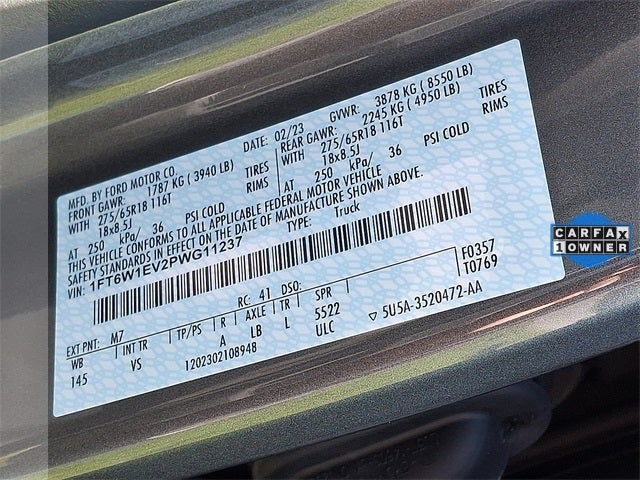 MFD. BY FORD MOTOR CO.
DATE: 02/23 GVWR: 3878 KG ( 8550 LB)
FRONT GAWR: 1787 KG ( 3940 LB)
REAR GAWR: 2245 KG ( 4950 LB)
WITH 275/65R18 116T TIRES
WITH 275/65R18 116T TIRES
18x8.5J RIMS
18x8.5J RIMS
AT 250 kPa/ 36 PSI COLD
AT 250 kPa/ 36 PSI COLD
THIS VEHICLE CONFORMS TO ALL APPLICABLE FEDERAL MOTOR VEHICLE
SAFETY STANDARDS IN EFFECT ON THE DATE OF MANUFACTURE SHOWN ABOVE.
VIN: 1FT6W1EV2PWG11237
TYPE: Truck
F0357
T0769
EXT PNT: M7 RC: 41 DSO:
WB INT TR TP/PS R AXLE TR SPR
145 VS A LB L 5522
1202302108948 ULC ▽ 5U5A-3520472-AA
CARFAX
1 OWNER